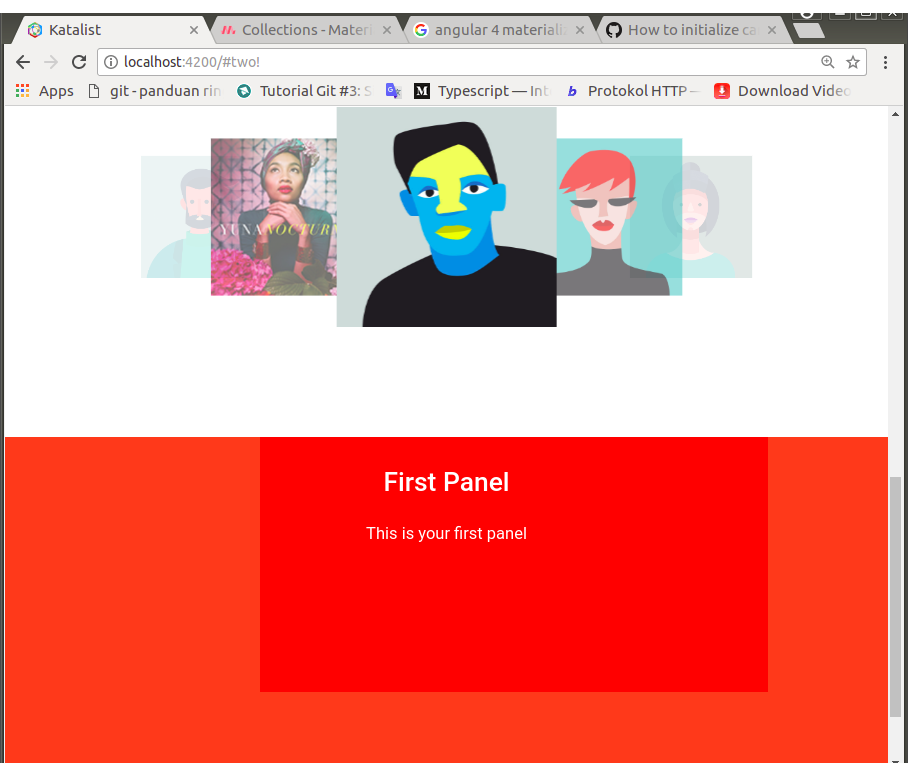 Katalist
Collections - Materi
angular 4 materializ
How to initialize ca
localhost:4200/#two!
Apps
git - panduan rin
Tutorial Git #3: S
M
Typescript — Int
b
Protokol HTTP –
Download Video
YUNA NOCTURN
First Panel
This is your first panel